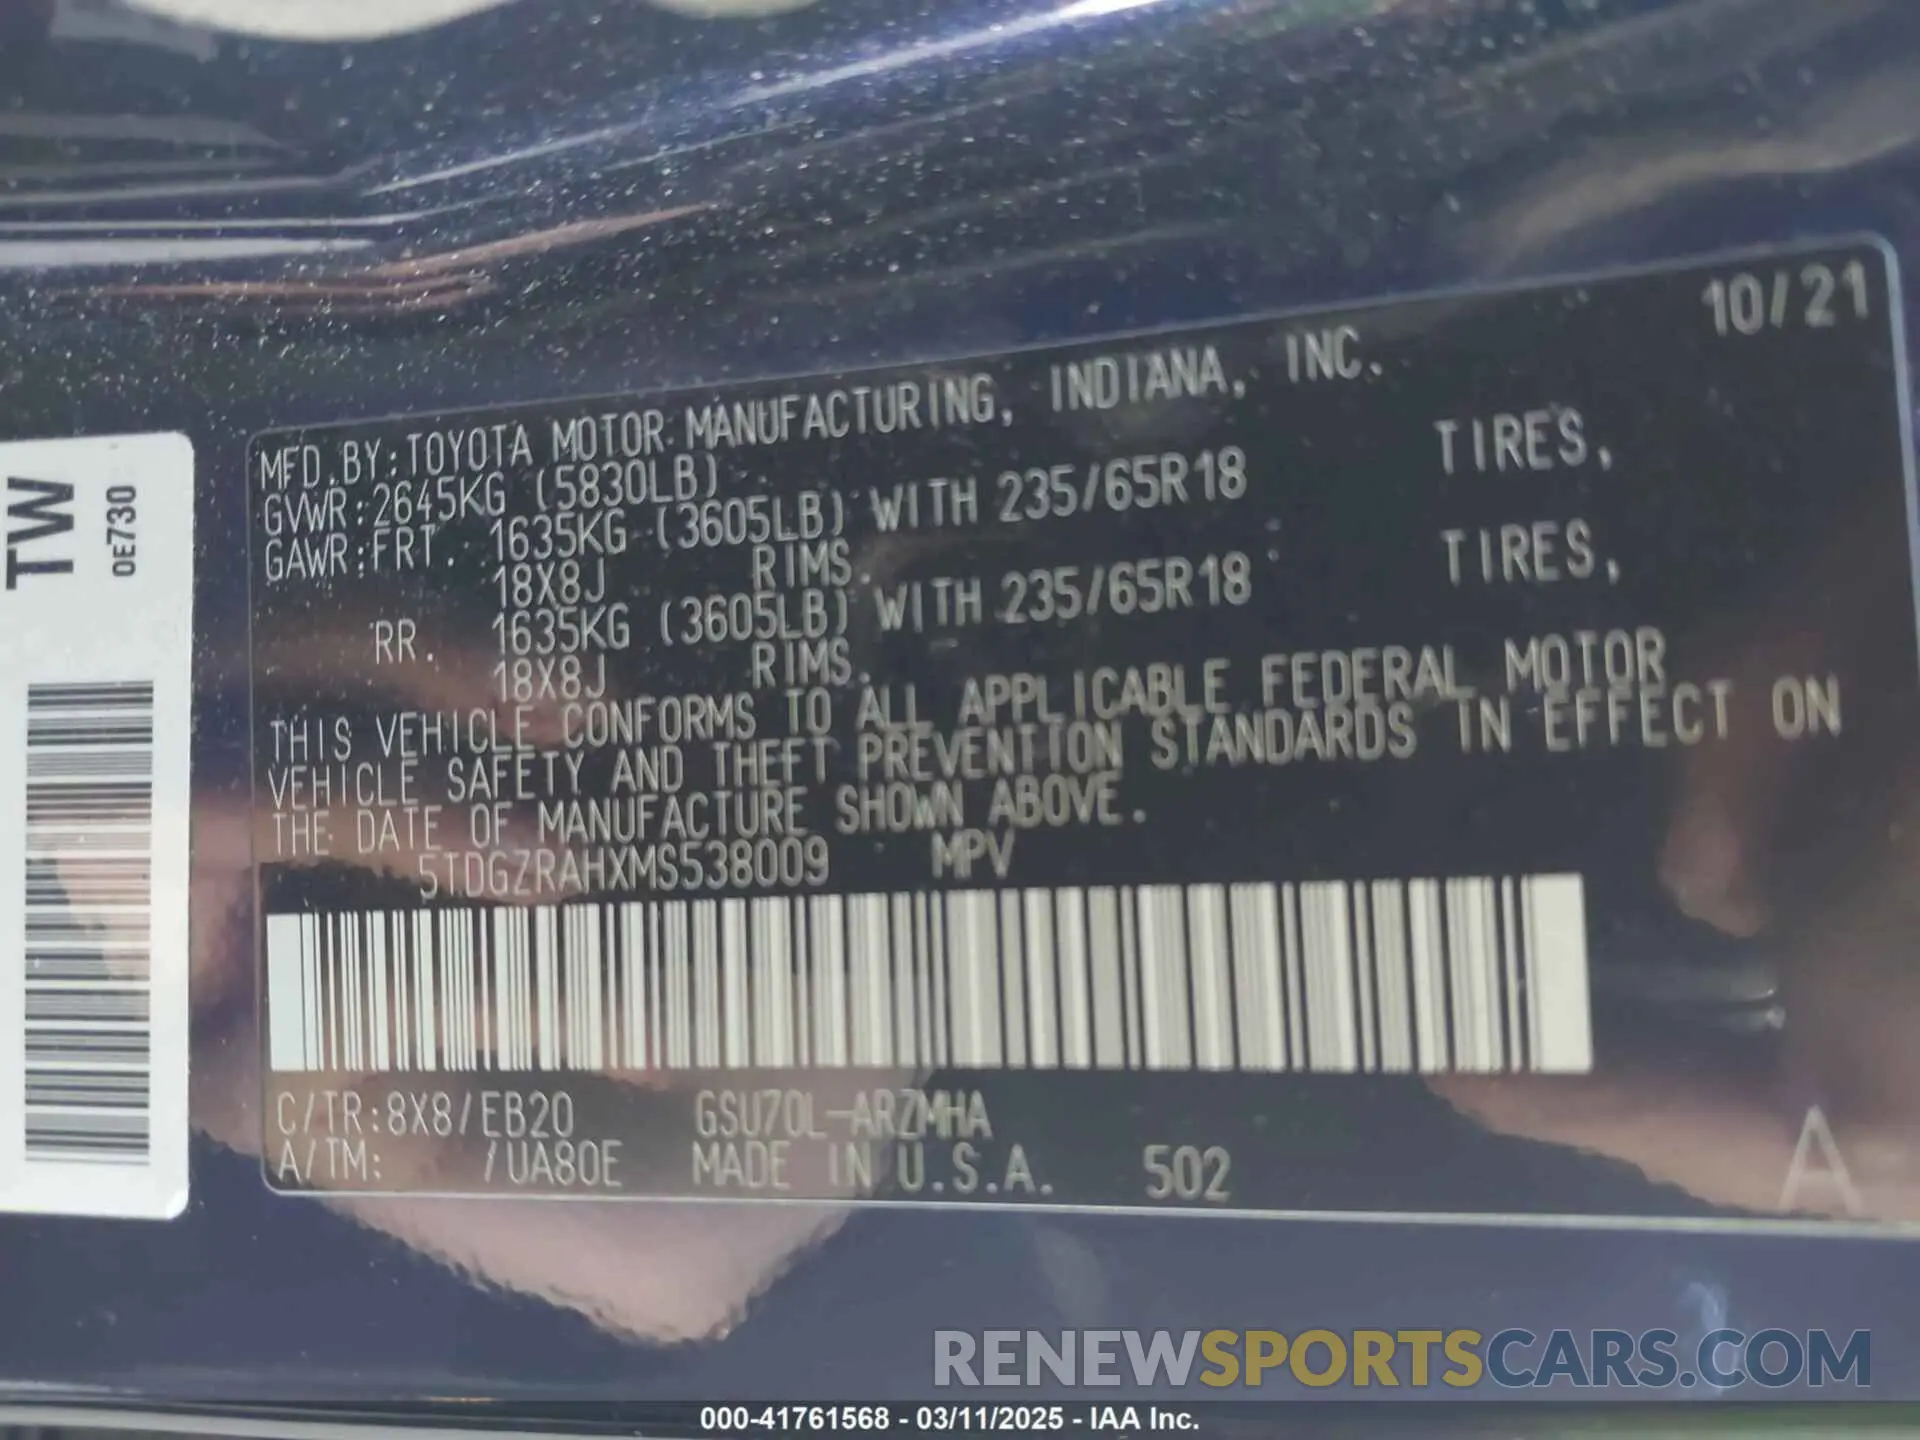 10/21
MFD.BY:TOYOTA MOTOR MANUFACTURING, INDIANA, INC.
GVWR:2645KG (5830LB)
GAWR:FRT. 1635KG (3605LB) WITH 235/65R18 TIRES,
18X8J RIMS.
RR. 1635KG (3605LB) WITH 235/65R18 TIRES,
18X8J RIMS.
THIS VEHICLE CONFORMS TO ALL APPLICABLE FEDERAL MOTOR
VEHICLE SAFETY AND THEFT PREVENTION STANDARDS IN EFFECT ON
THE DATE OF MANUFACTURE SHOWN ABOVE.
5TDGZRAHXMS538009 MPV
C/TR:8X8/EB20 GSU70L-ARZMHA
A/TM: /UA80E MADE IN U.S.A. 502
A
TW
0E730
RENEWSPORTSCARS.COM
000-41761568 - 03/11/2025 - IAA Inc.